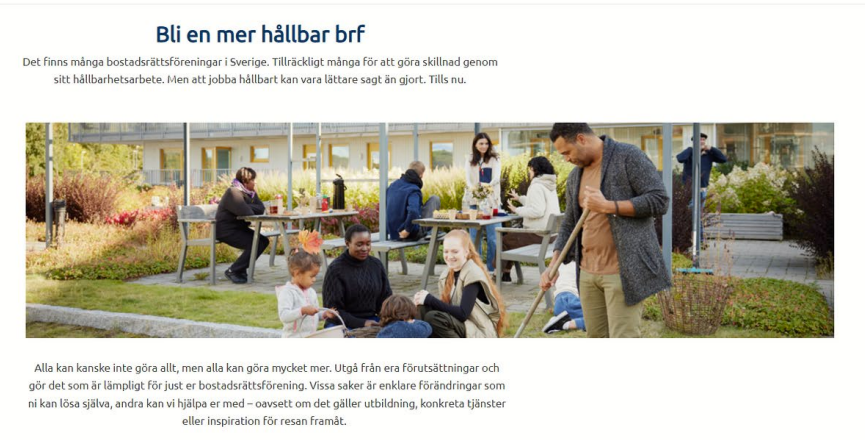 Bli en mer hållbar brf
Det finns många bostadsrättsföreningar i Sverige. Tillräckligt många för att göra skillnad genom
sitt hållbarhetsarbete. Men att jobba hållbart kan vara lättare sagt än gjort. Tills nu.
Alla kan kanske inte göra allt, men alla kan göra mycket mer. Utgå från era förutsättningar och
gör det som är lämpligt för just er bostadsrättsförening. Vissa saker är enklare förändringar som
ni kan lösa själva, andra kan vi hjälpa er med – oavsett om det gäller utbildning, konkreta tjänster
eller inspiration för resan framåt.